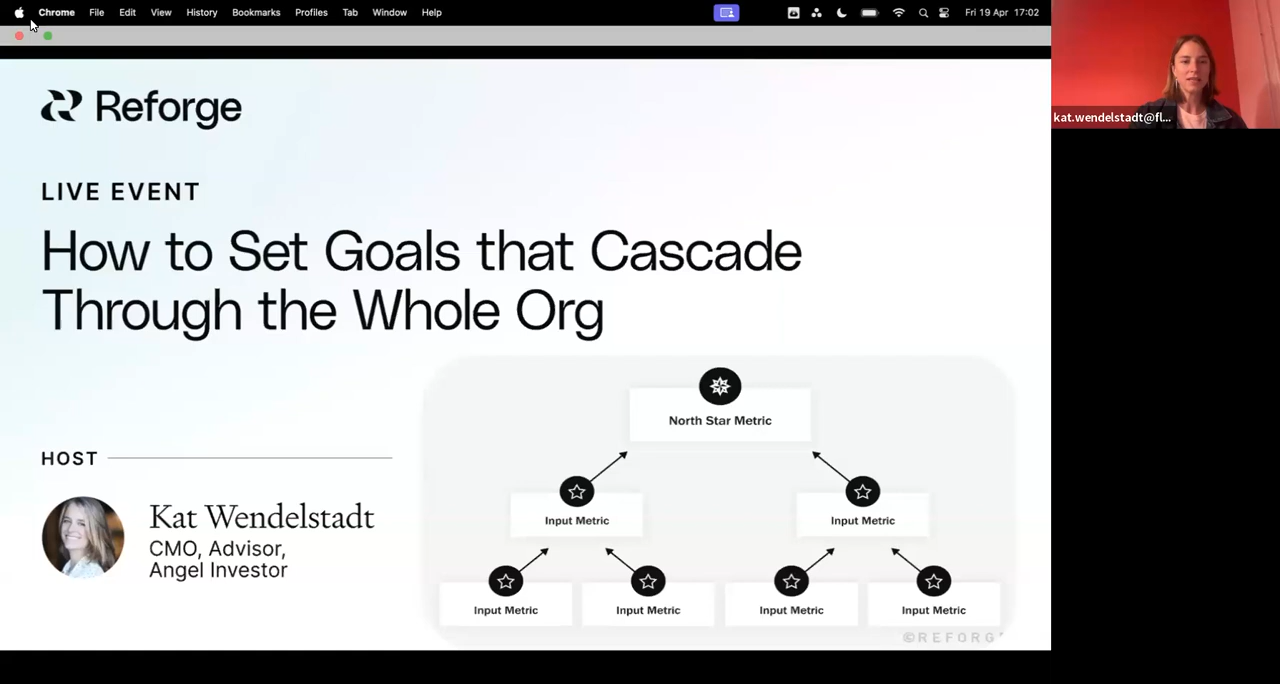 Chrome File Edit View History Bookmarks Profiles Tab Window Help Fri 19 Apr 17:02
kat.wendelstadt@fl...
Reforge
LIVE EVENT
How to Set Goals that Cascade
Through the Whole Org
HOST
Kat Wendelstadt
CMO, Advisor,
Angel Investor
North Star Metric
Input Metric Input Metric
Input Metric Input Metric Input Metric Input Metric